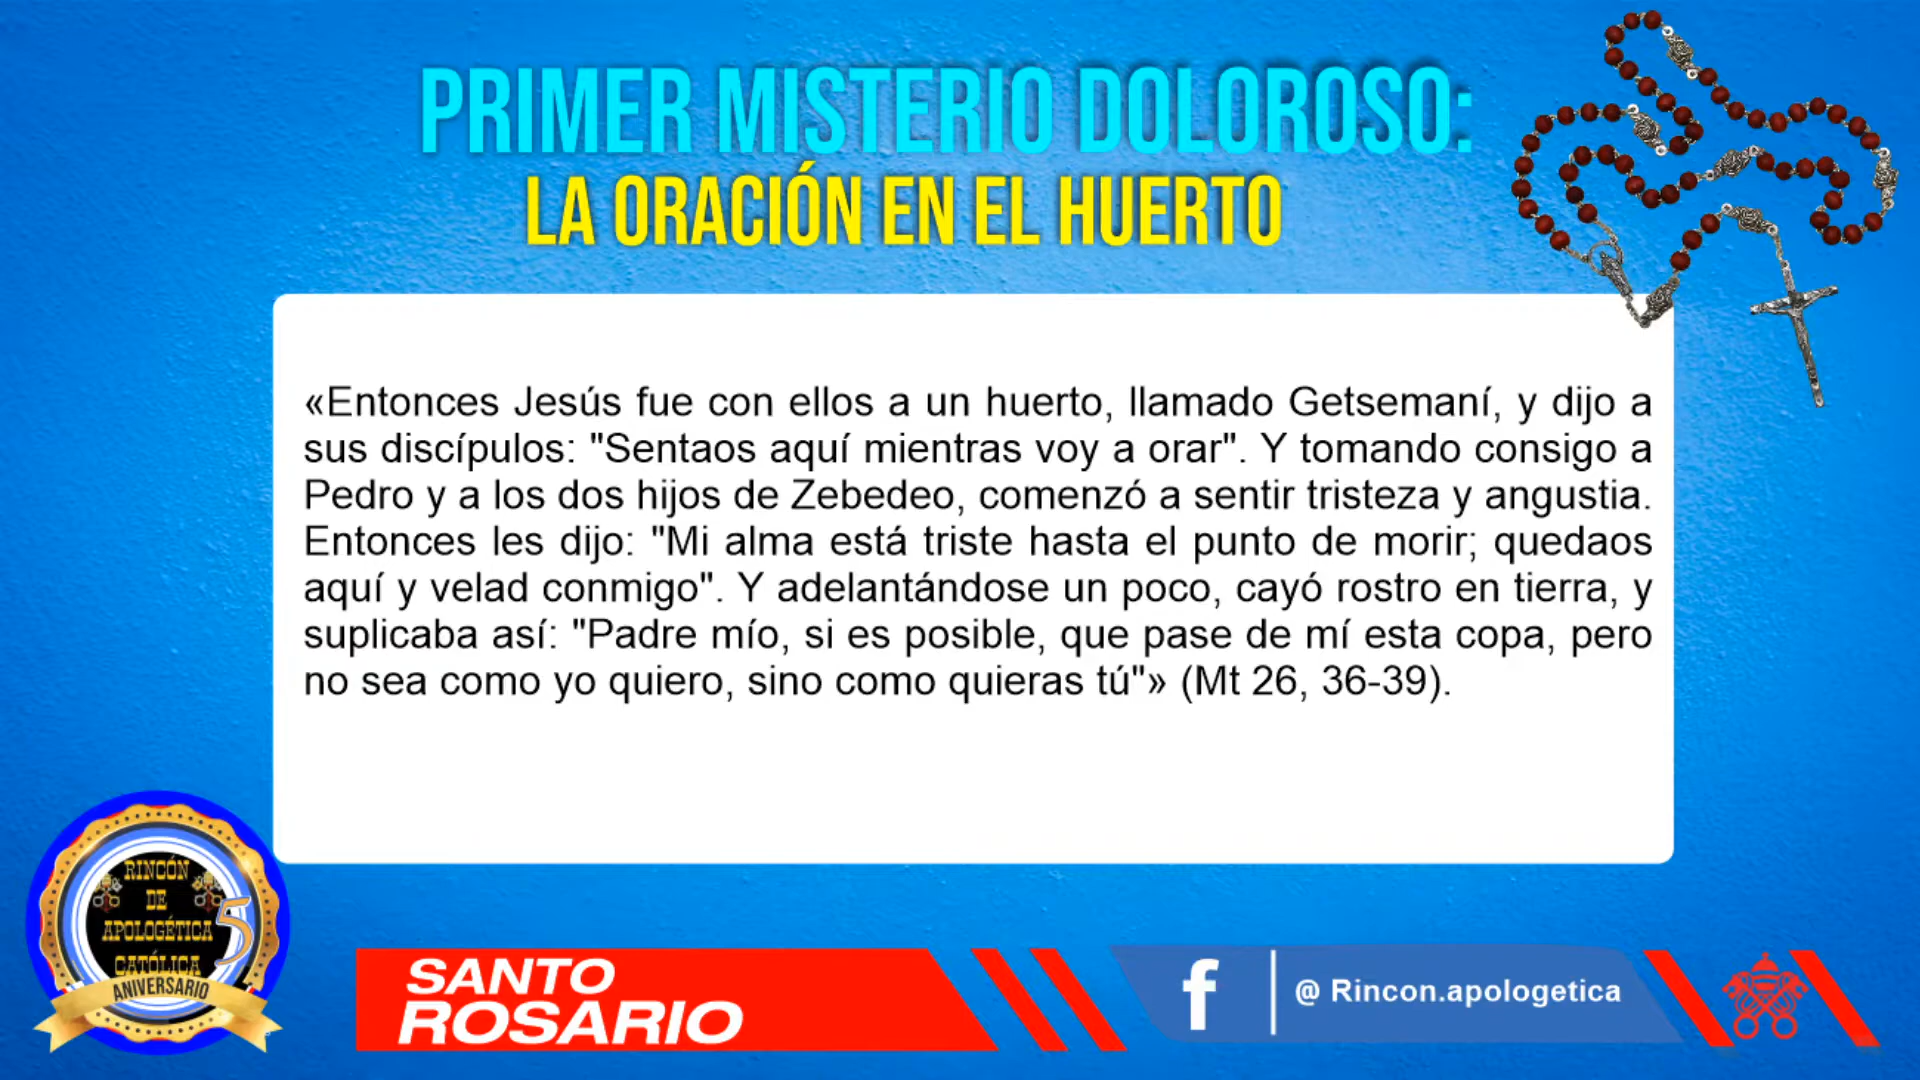 PRIMER MISTERIO DOLOROSO:
LA ORACIÓN EN EL HUERTO
«Entonces Jesús fue con ellos a un huerto, llamado Getsemaní, y dijo a
sus discípulos: "Sentaos aquí mientras voy a orar". Y tomando consigo a
Pedro y a los dos hijos de Zebedeo, comenzó a sentir tristeza y angustia.
Entonces les dijo: "Mi alma está triste hasta el punto de morir; quedaos
aquí y velad conmigo". Y adelantándose un poco, cayó rostro en tierra, y
suplicaba así: "Padre mío, si es posible, que pase de mí esta copa, pero
no sea como yo quiero, sino como quieras tú"» (Mt 26, 36-39).
RINCÓN
DE
APOLOGÉTICA
CATÓLICA
5
ANIVERSARIO
SANTO
ROSARIO
f
@ Rincon.apologetica